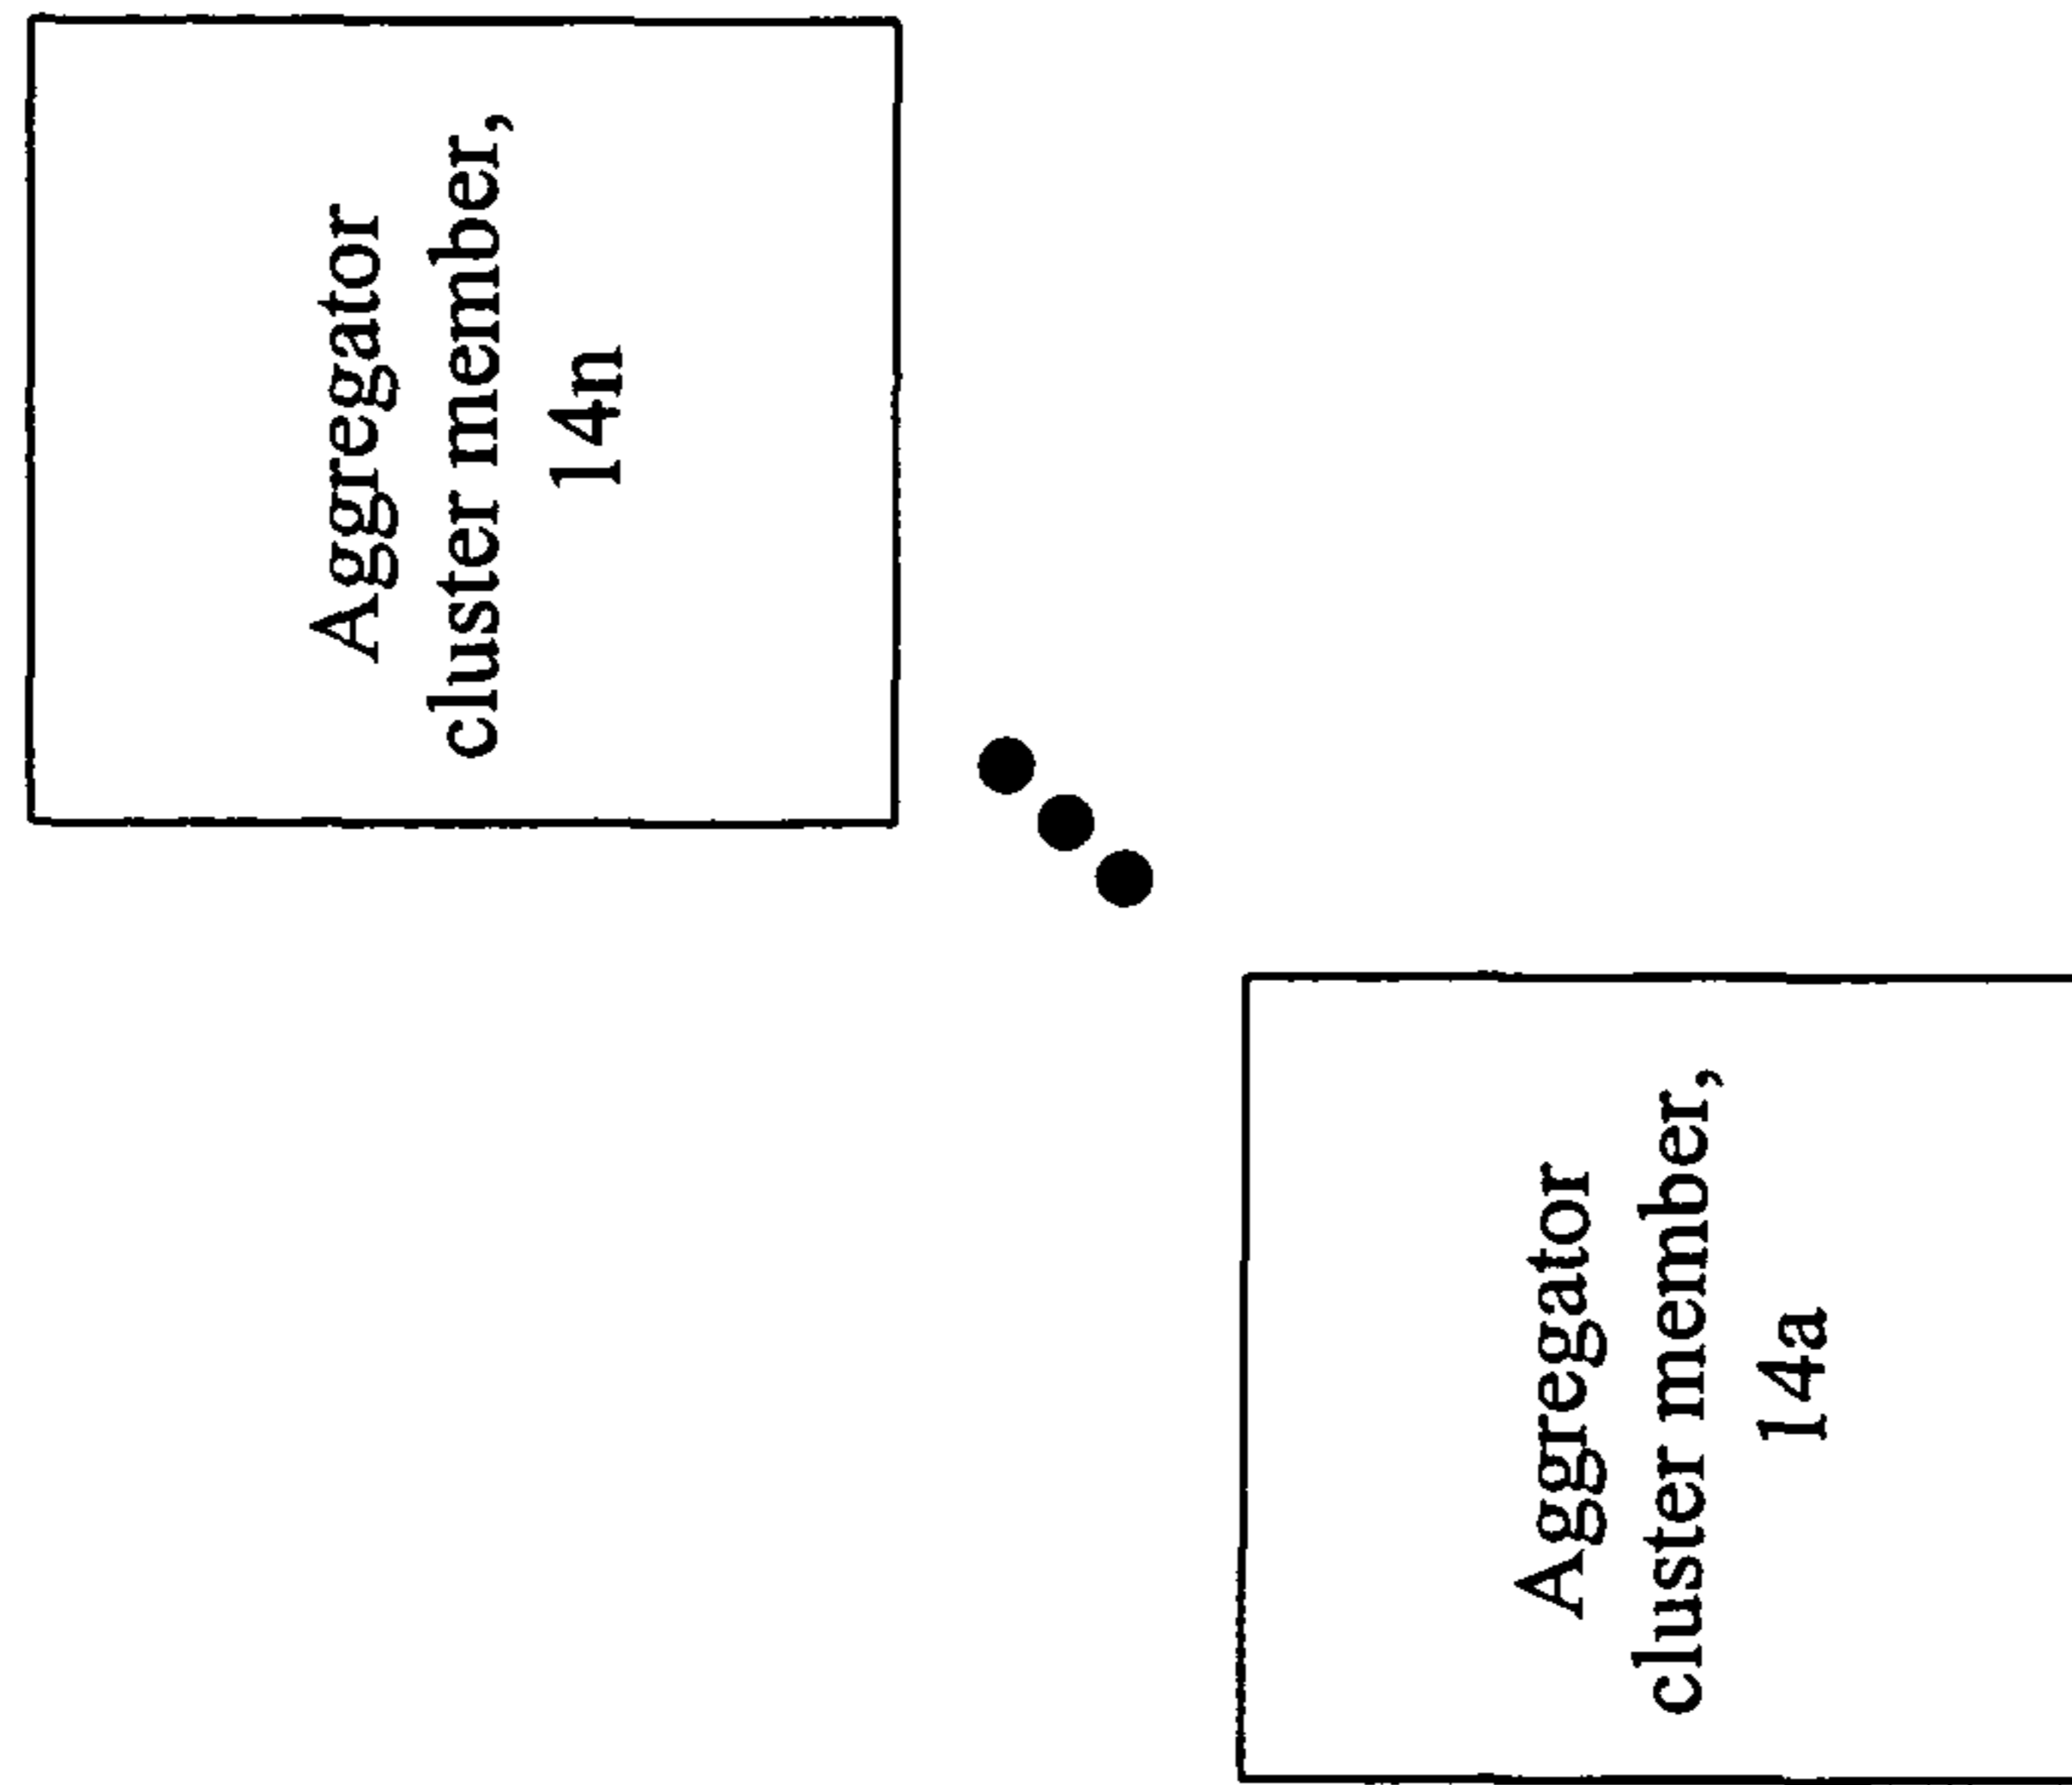 Aggregator
cluster member,
14n
Aggregator
cluster member,
14a